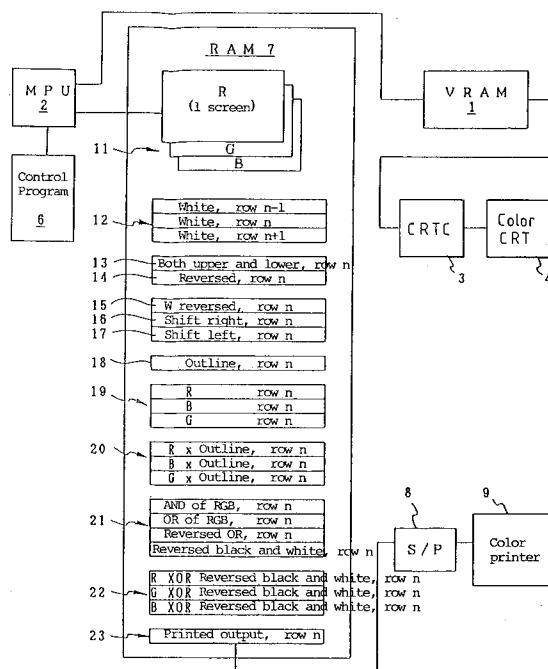 RAM 7
MPU
2
R
(1 screen)
G
B
VRAM
1
11
Control
Program
6
White, row n-1
12
White, row n
White, row n+1
CRTC
3
Color
CRT
4
13
Both upper and lower, row n
14
Reversed, row n
15
W reversed, row n
16
Shift right, row n
17
Shift left, row n
18
Outline, row n
19
R row n
B row n
G row n
20
R x Outline, row n
B x Outline, row n
G x Outline, row n
21
AND of RGB, row n
OR of RGB, row n
Reversed OR, row n
Reversed black and white, row n
8
S/P
9
Color
printer
R XOR Reversed black and white, row n
22
G XOR Reversed black and white, row n
B XOR Reversed black and white, row n
23
Printed output, row n